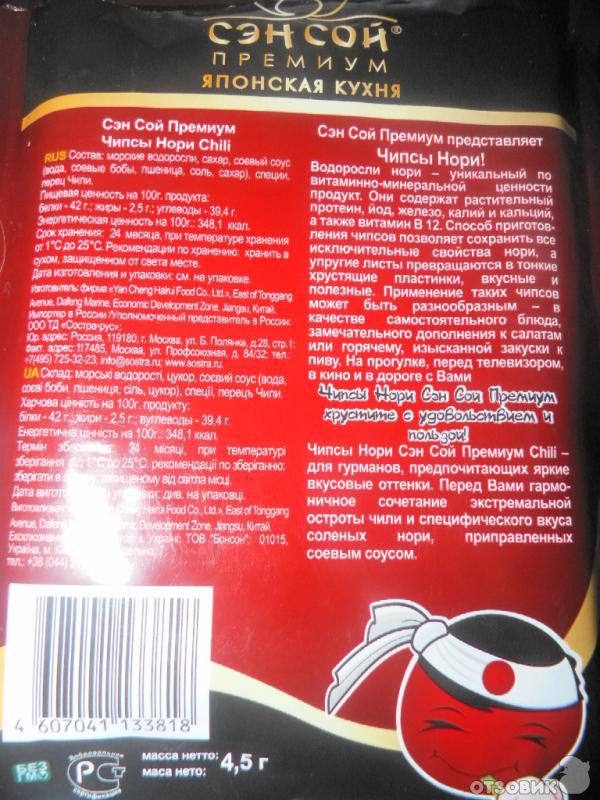 СЭН СОЙ®
ПРЕМИУМ
ЯПОНСКАЯ КУХНЯ
Сэн Сой Премиум
Чипсы Нори Chili
RUS Состав: морские водоросли, сахар, соевый соус
(вода, соевые бобы, пшеница, соль, сахар), специи,
перец Чили.
Пищевая ценность на 100г. продукта:
белки - 42 г.; жиры - 2,5 г.; углеводы - 39,4 г.
Энергетическая ценность на 100г.: 348,1 ккал.
Срок хранения: 24 месяца, при температуре хранения
от 1°С до 25°С. Рекомендации по хранению: хранить в
сухом, защищенном от света месте.
Дата изготовления и упаковки: см. на упаковке.
Изготовитель: фирма «Yan Cheng Hairui Food Co., Ltd.», East of Tonggang
Avenue, Dafeng Marine, Economic Development Zone, Jiangsu, Китай.
Импортер в России /Уполномоченный представитель в России:
ООО ТД «Состра-рус»:
Юр. адрес: Россия, 119180, г. Москва, ул. Б. Полянка, д.28, стр.1;
Факт. адрес: 117485, Москва, ул. Профсоюзная, д. 84/32; тел.:
+7(495) 725-32-23; info@sostra.ru, www.sostra.ru.
UA Склад: морські водорості, цукор, соєвий соус (вода,
соєві боби, пшениця, сіль, цукор), спеції, перець Чили.
Харчова цінність на 100г. продукту:
білки - 42 г.; жири - 2,5 г.; вуглеводы - 39,4 г.
Енергетична цінність на 100г.: 348,1 ккал.
Термін зберігання 24 місяці, при температурі
зберігання від 1°С до 25°С, рекомендації по зберіганню:
зберігати в сухому, захищеному від світла місці.
Дата виготовлення упаковки: див. на упаковці.
Виготовлювач: Cheng Hairui Food Co., Ltd.», East of Tonggang
Avenue, Dafeng Development Zone, Jiangsu, Китай.
Ексклюзивний в Україні: ТОВ "Бонсон": 01015,
Україна, м. 7;
тел.: +38 (044)
Сэн Сой Премиум представляет
Чипсы Нори!
Водоросли нори – уникальный по
витаминно-минеральной ценности
продукт. Они содержат растительный
протеин, йод, железо, калий и кальций,
а также витамин В 12. Способ приготов-
ления чипсов позволяет сохранить все
исключительные свойства нори, а
упругие листы превращаются в тонкие
хрустящие пластинки, вкусные и
полезные. Применение таких чипсов
может быть разнообразным – в
качестве самостоятельного блюда,
замечательного дополнения к салатам
или горячему, изысканной закуски к
пиву. На прогулке, перед телевизором,
в кино и в дороге с Вами
Чипсы Нори Сэн Сой Премиум
хрустите с удовольствием и
пользой!
Чипсы Нори Сэн Сой Премиум Chili –
для гурманов, предпочитающих яркие
вкусовые оттенки. Перед Вами гармо-
ничное сочетание экстремальной
остроты чили и специфического вкуса
соленых нори, приправленных
соевым соусом.
4 607041 133818
БЕЗ
ГМО
Добровольная
РСТ
сертификация
масса нетто:
маса нето:
4,5 г
ОТЗОВИК